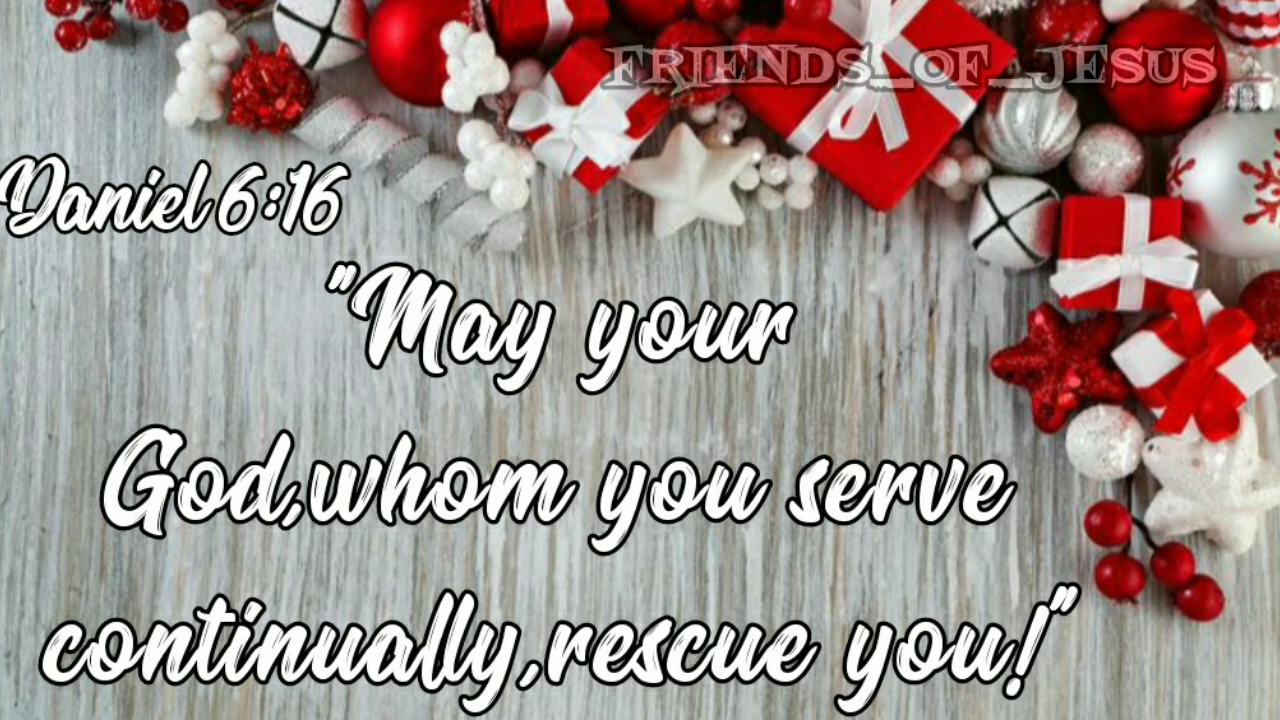 FRIENDS_OF_JESUS
Daniel 6:16
"May your
God,whom you serve
continually,rescue you!"